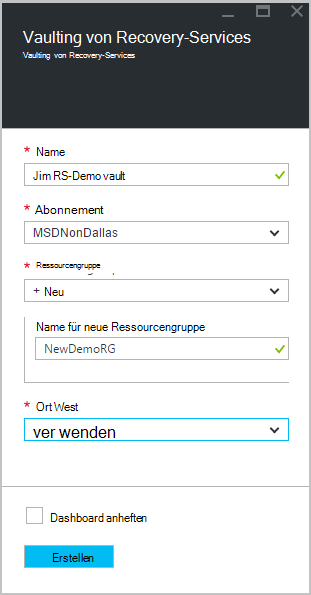 Vaulting von Recovery-Services
Vaulting von Recovery-Services
* Name
Jim RS-Demo vault
* Abonnement
MSDNonDallas
* Ressourcengruppe
+ Neu
Name für neue Ressourcengruppe
NewDemoRG
* Ort West
ver wenden
Dashboard anheften
Erstellen